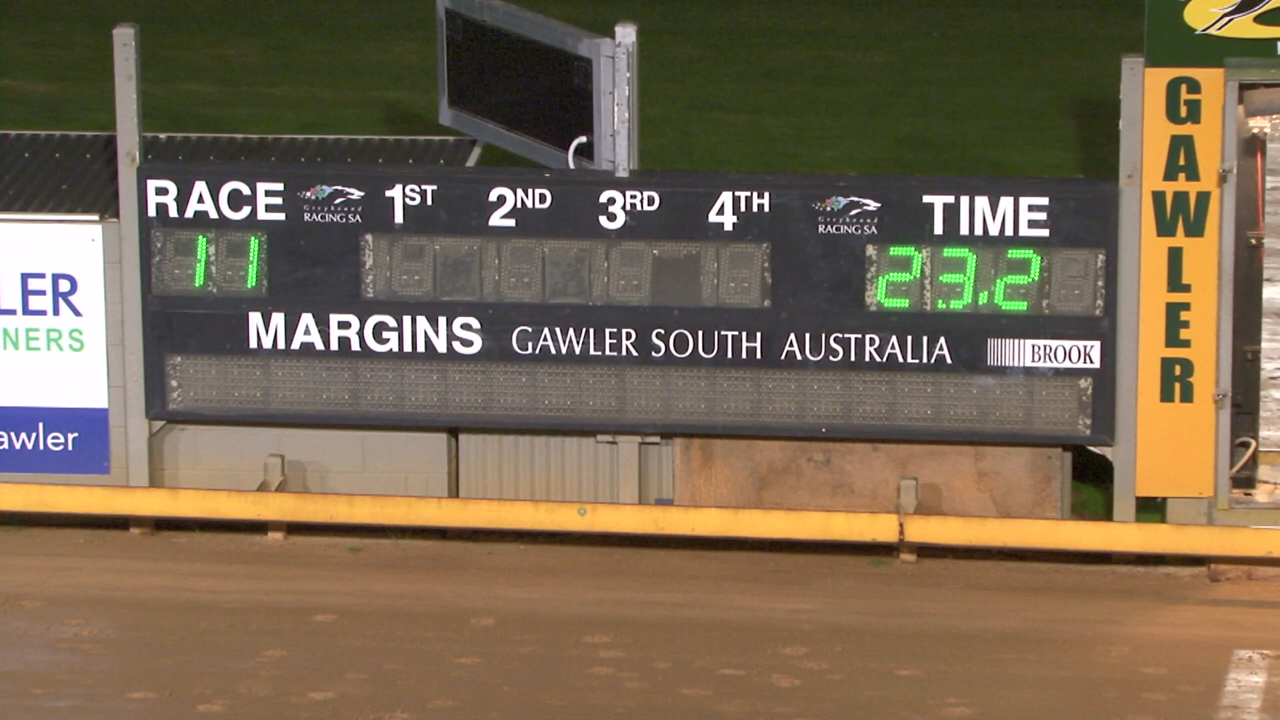 RACE
Greyhound
RACING SA
1ST
2ND
3RD
4TH
Greyhound
RACING SA
TIME
11
23.2
MARGINS
GAWLER SOUTH AUSTRALIA
BROOK
LER
NERS
awler
GAWLER